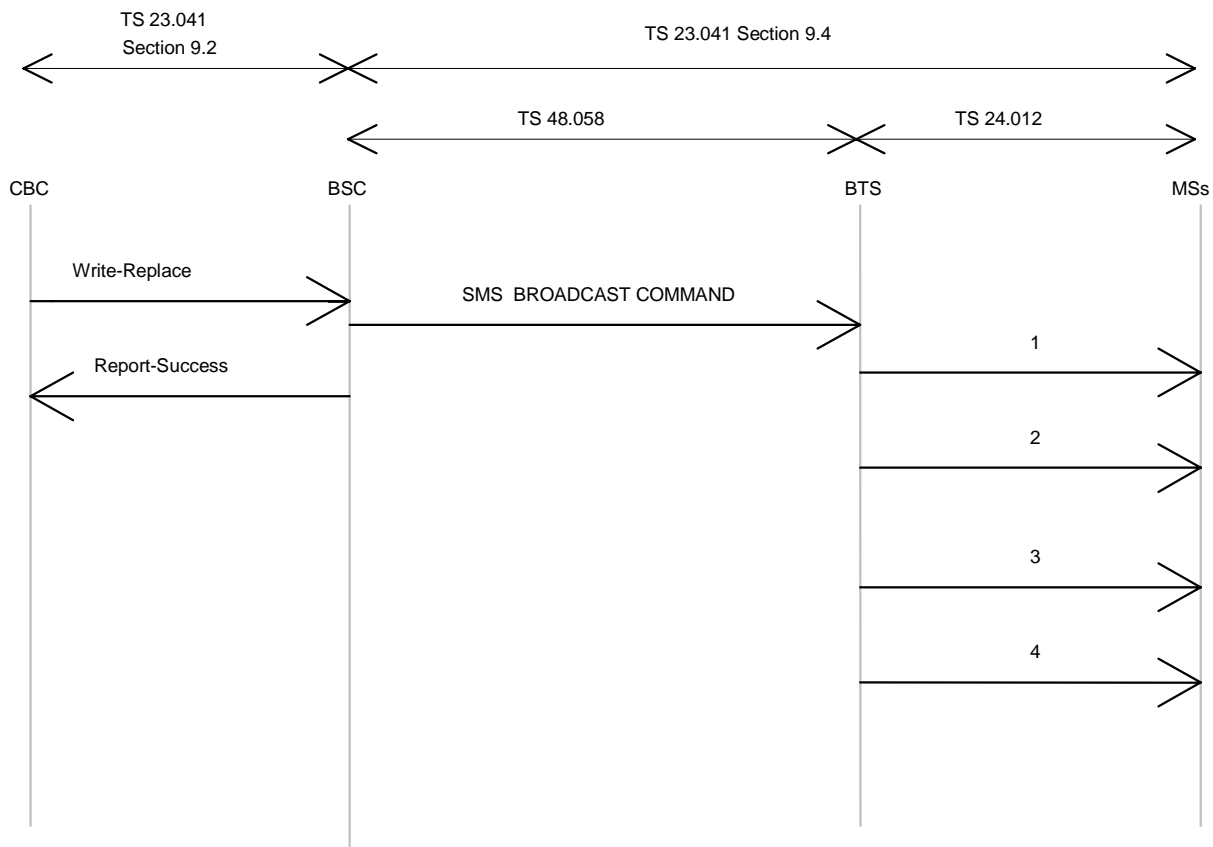 TS 23.041
Section 9.2
TS 23.041 Section 9.4
TS 48.058
TS 24.012
CBC
BSC
BTS
MSs
Write-Replace
SMS BROADCAST COMMAND
1
Report-Success
2
3
4